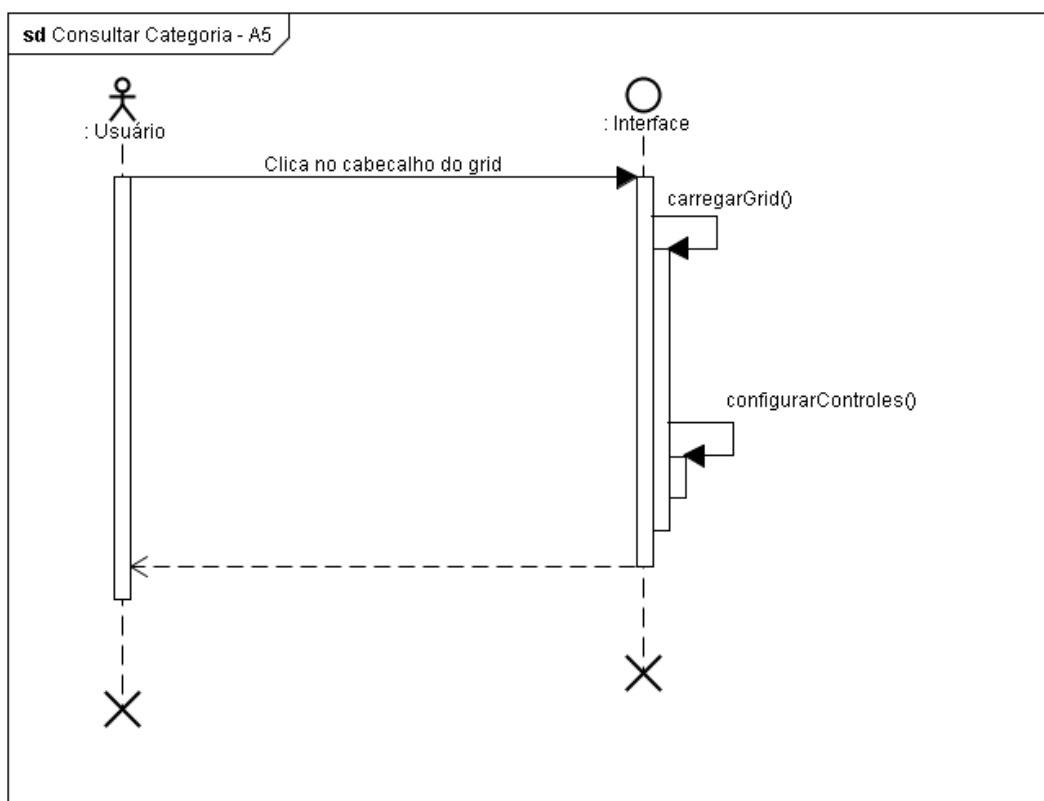 sd Consultar Categoria - A5
: Usuário
: Interface
Clica no cabecalho do grid
carregarGrid()
configurarControles()